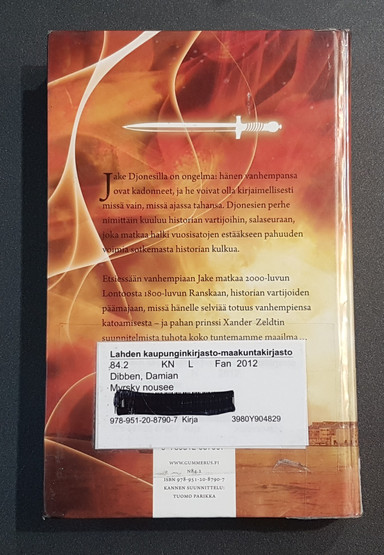 Jake Djonesilla on ongelma: hänen vanhempansa
ovat kadonneet, ja he voivat olla kirjaimellisesti
missä vain, missä ajassa tahansa. Djonesien perhe
nimittäin kuuluu historian vartijoihin, salaseuraan,
joka matkaa halki vuosisatojen estääkseen pahuuden
voimia sotkemasta historian kulkua.
Etsiessään vanhempiaan Jake matkaa 2000-luvun
Lontoosta 1800-luvun Ranskaan, historian vartijoiden
päämajaan, missä hänelle selviää totuus vanhempiensa
katoamisesta – ja pahan prinssi Xander Zeldtin
suunnitelmista tuhota koko tuntemamme maailma
Lahden kaupunginkirjasto-maakuntakirjasto
84.2 KN L Fan 2012
Dibben, Damian
Myrsky nousee
978-951-20-8790-7 Kirja 3980Y904829
WWW.GUMMERUS.FI
N84.2
ISBN 978-951-20-8790-7
KANNEN SUUNNITTELU:
TUOMO PARIKKA